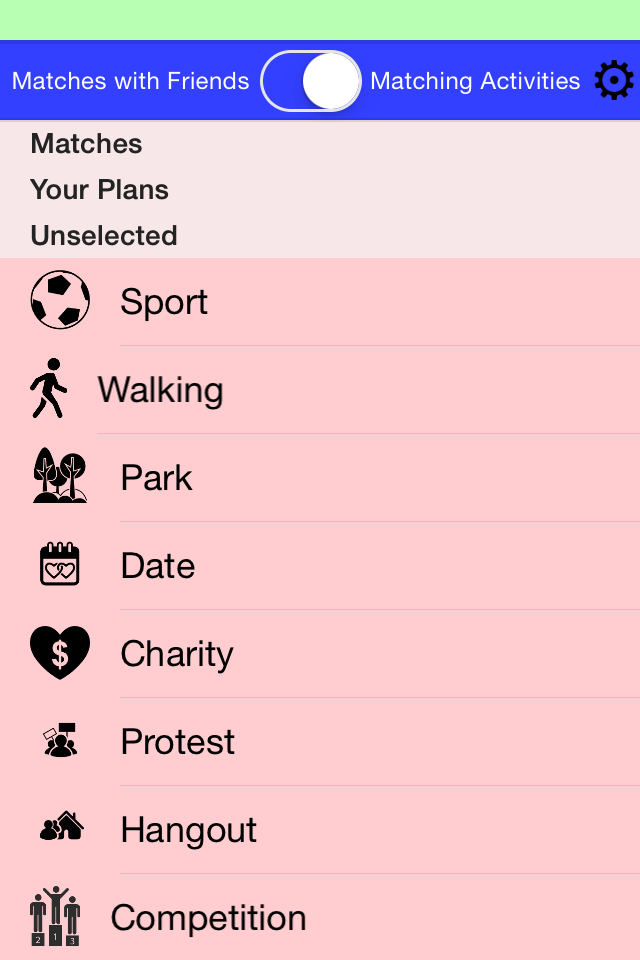 Matches with Friends Matching Activities
Matches
Your Plans
Unselected
Sport
Walking
Park
Date
$ Charity
Protest
Hangout
2 1 3 Competition